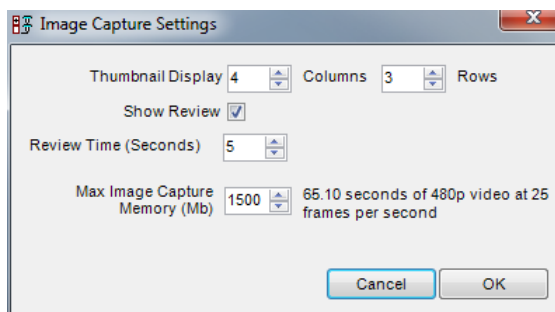 Image Capture Settings
Thumbnail Display 4 Columns 3 Rows
Show Review
Review Time (Seconds) 5
Max Image Capture Memory (Mb) 1500 65.10 seconds of 480p video at 25 frames per second
Cancel OK